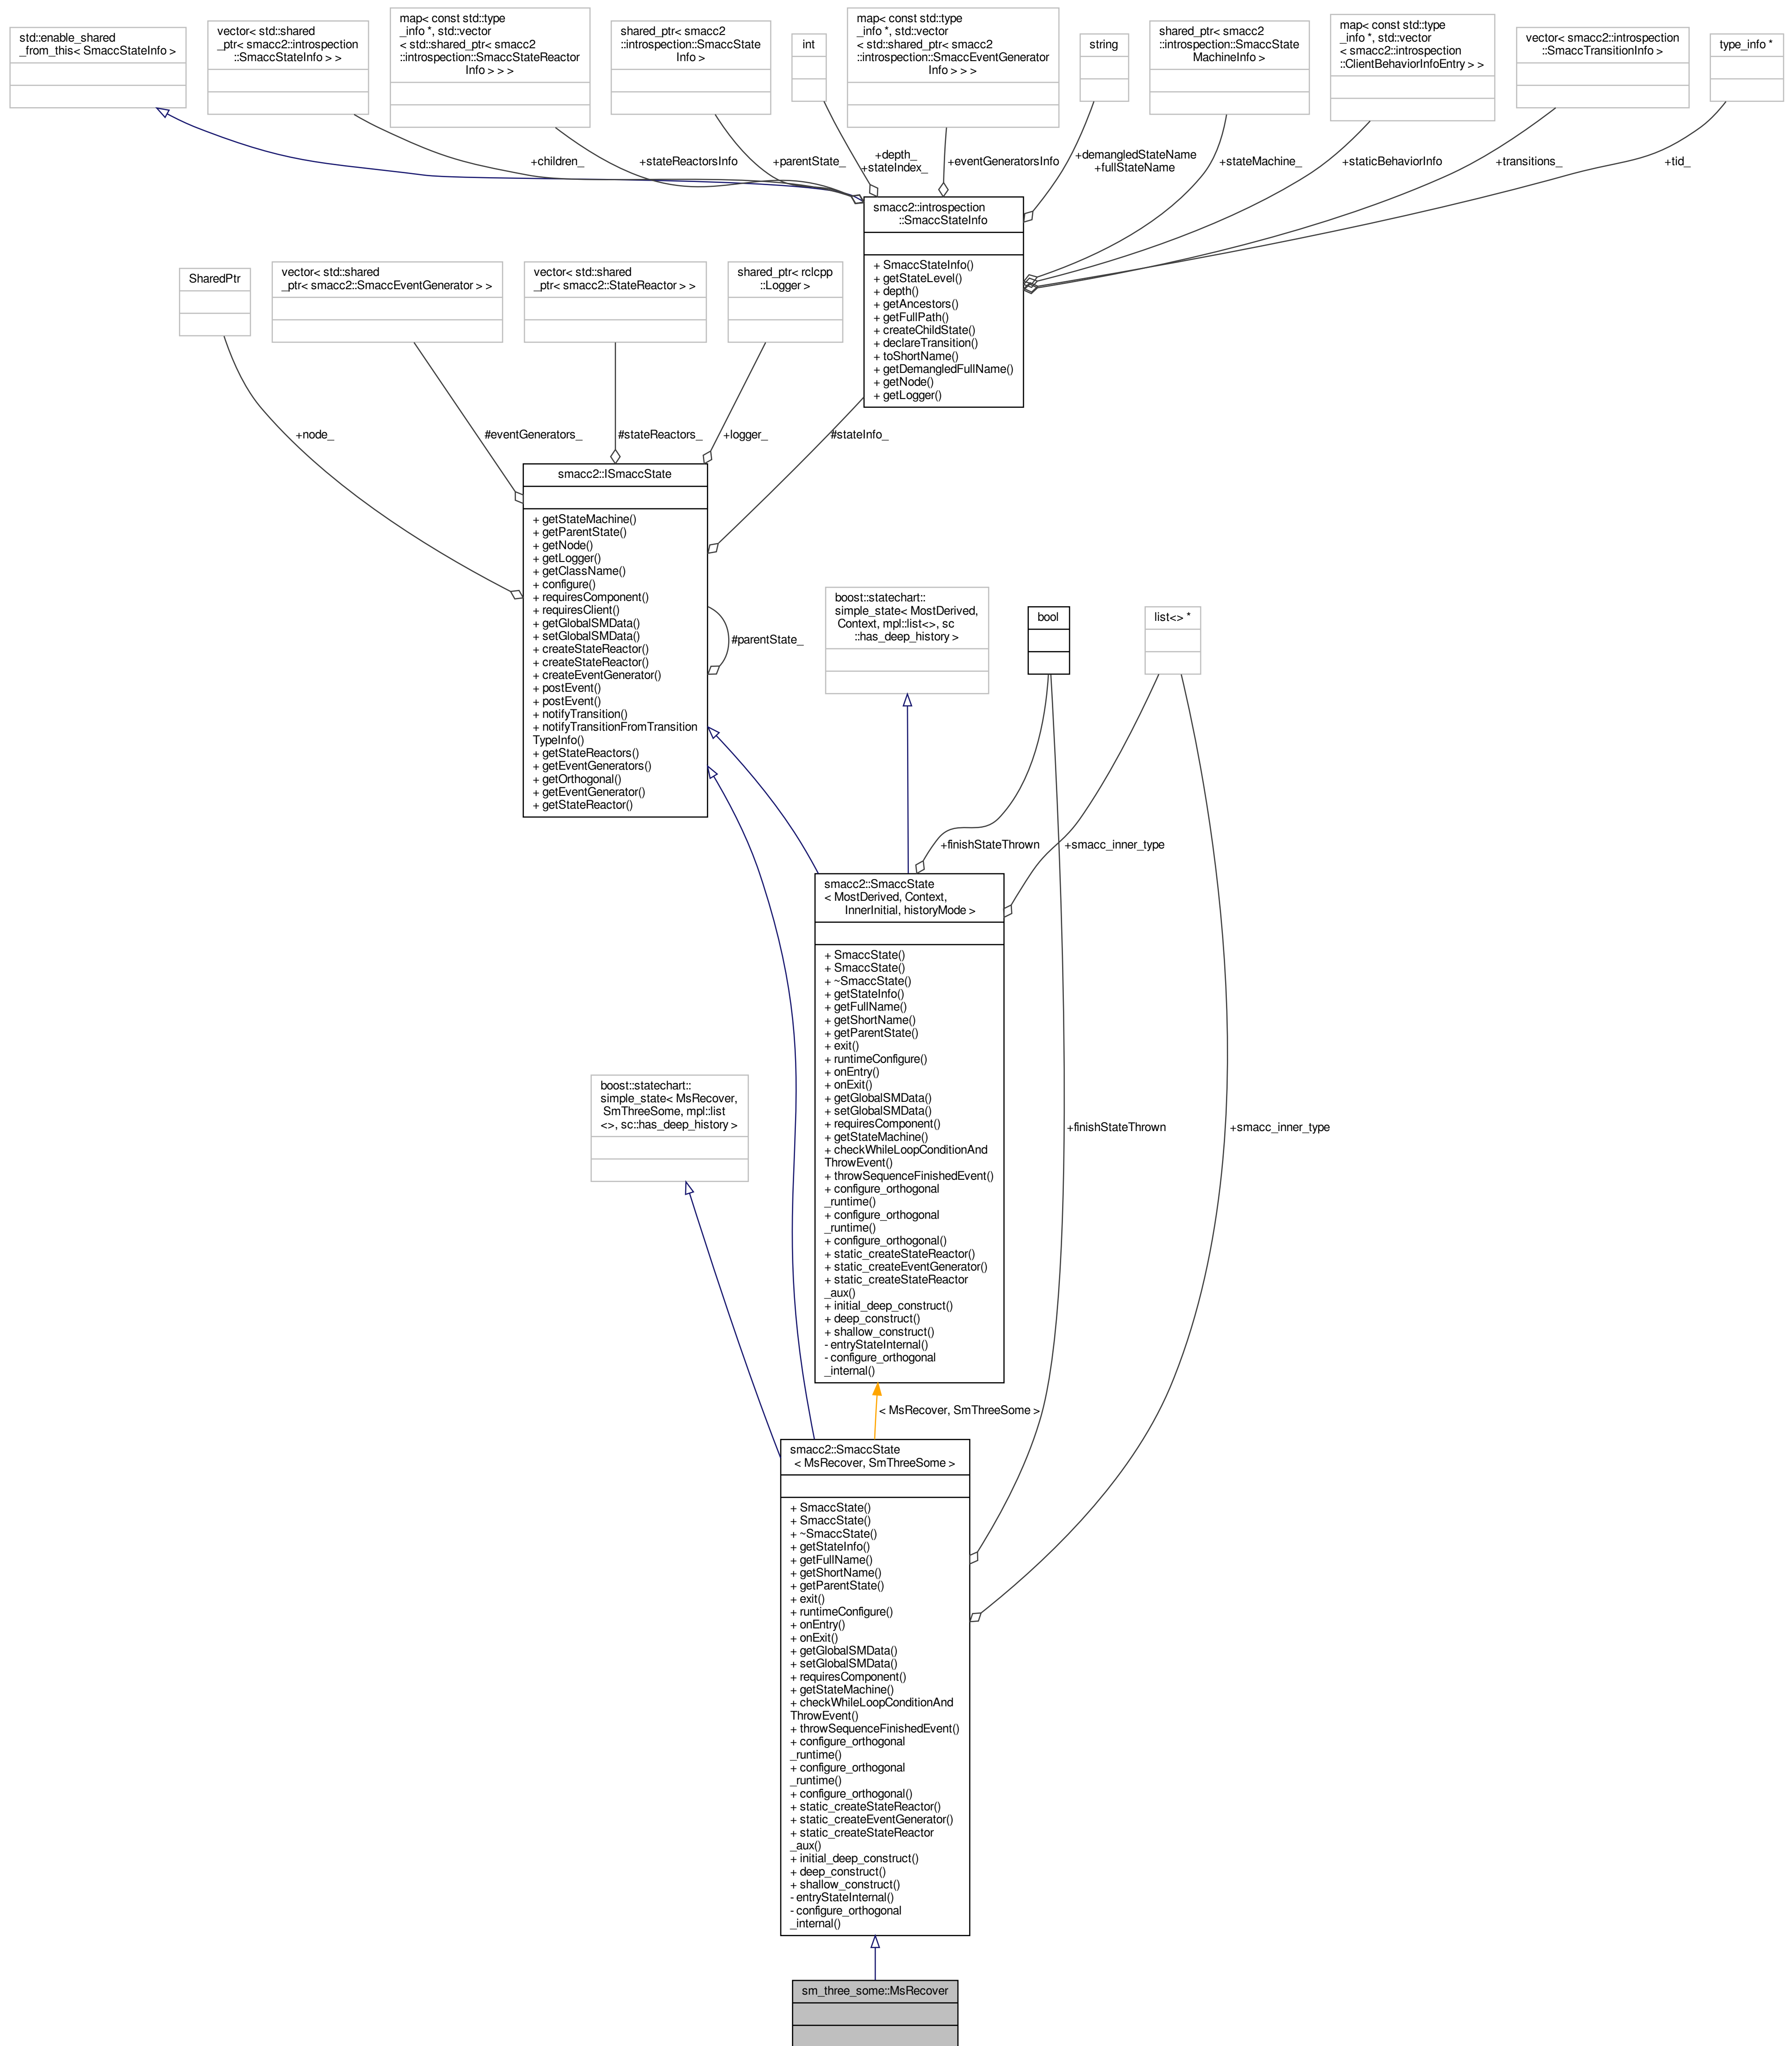 std::enable_shared
_from_this< SmaccStateInfo >
vector< std::shared
_ptr< smacc2::introspection
::SmaccStateInfo > >
map< const std::type
_info *, std::vector
< std::shared_ptr< smacc2
::introspection::SmaccStateReactor
Info > > >
shared_ptr< smacc2
::introspection::SmaccState
Info >
int
map< const std::type
_info *, std::vector
< std::shared_ptr< smacc2
::introspection::SmaccEventGenerator
Info > > >
string
shared_ptr< smacc2
::introspection::SmaccState
MachineInfo >
map< const std::type
_info *, std::vector
< smacc2::introspection
::ClientBehaviorInfoEntry > >
vector< smacc2::introspection
::SmaccTransitionInfo >
type_info *
+children_
+stateReactorsInfo
+parentState_
+depth_
+stateIndex_
+eventGeneratorsInfo
+demangledStateName
+fullStateName
+stateMachine_
+staticBehaviorInfo
+transitions_
+tid_
smacc2::introspection
::SmaccStateInfo
+ SmaccStateInfo()
+ getStateLevel()
+ depth()
+ getAncestors()
+ getFullPath()
+ createChildState()
+ declareTransition()
+ toShortName()
+ getDemangledFullName()
+ getNode()
+ getLogger()
SharedPtr
vector< std::shared
_ptr< smacc2::SmaccEventGenerator > >
vector< std::shared
_ptr< smacc2::StateReactor > >
shared_ptr< rclcpp
::Logger >
+node_
#eventGenerators_
#stateReactors_
+logger_
#stateInfo_
smacc2::ISmaccState
+ getStateMachine()
+ getParentState()
+ getNode()
+ getLogger()
+ getClassName()
+ configure()
+ requiresComponent()
+ requiresClient()
+ getGlobalSMData()
+ setGlobalSMData()
+ createStateReactor()
+ createStateReactor()
+ createEventGenerator()
+ postEvent()
+ postEvent()
+ notifyTransition()
+ notifyTransitionFromTransition
TypeInfo()
+ getStateReactors()
+ getEventGenerators()
+ getOrthogonal()
+ getEventGenerator()
+ getStateReactor()
#parentState_
boost::statechart::
simple_state< MostDerived,
Context, mpl::list<>, sc
::has_deep_history >
bool
list<> *
+finishStateThrown
+smacc_inner_type
smacc2::SmaccState
< MostDerived, Context,
InnerInitial, historyMode >
+ SmaccState()
+ SmaccState()
+ ~SmaccState()
+ getStateInfo()
+ getFullName()
+ getShortName()
+ getParentState()
+ exit()
+ runtimeConfigure()
+ onEntry()
+ onExit()
+ getGlobalSMData()
+ setGlobalSMData()
+ requiresComponent()
+ getStateMachine()
+ checkWhileLoopConditionAnd
ThrowEvent()
+ throwSequenceFinishedEvent()
+ configure_orthogonal
_runtime()
+ configure_orthogonal
_runtime()
+ configure_orthogonal()
+ static_createStateReactor()
+ static_createEventGenerator()
+ static_createStateReactor
_aux()
+ initial_deep_construct()
+ deep_construct()
+ shallow_construct()
- entryStateInternal()
- configure_orthogonal
_internal()
boost::statechart::
simple_state< MsRecover,
SmThreeSome, mpl::list
<>, sc::has_deep_history >
+finishStateThrown
+smacc_inner_type
< MsRecover, SmThreeSome >
smacc2::SmaccState
< MsRecover, SmThreeSome >
+ SmaccState()
+ SmaccState()
+ ~SmaccState()
+ getStateInfo()
+ getFullName()
+ getShortName()
+ getParentState()
+ exit()
+ runtimeConfigure()
+ onEntry()
+ onExit()
+ getGlobalSMData()
+ setGlobalSMData()
+ requiresComponent()
+ getStateMachine()
+ checkWhileLoopConditionAnd
ThrowEvent()
+ throwSequenceFinishedEvent()
+ configure_orthogonal
_runtime()
+ configure_orthogonal
_runtime()
+ configure_orthogonal()
+ static_createStateReactor()
+ static_createEventGenerator()
+ static_createStateReactor
_aux()
+ initial_deep_construct()
+ deep_construct()
+ shallow_construct()
- entryStateInternal()
- configure_orthogonal
_internal()
sm_three_some::MsRecover